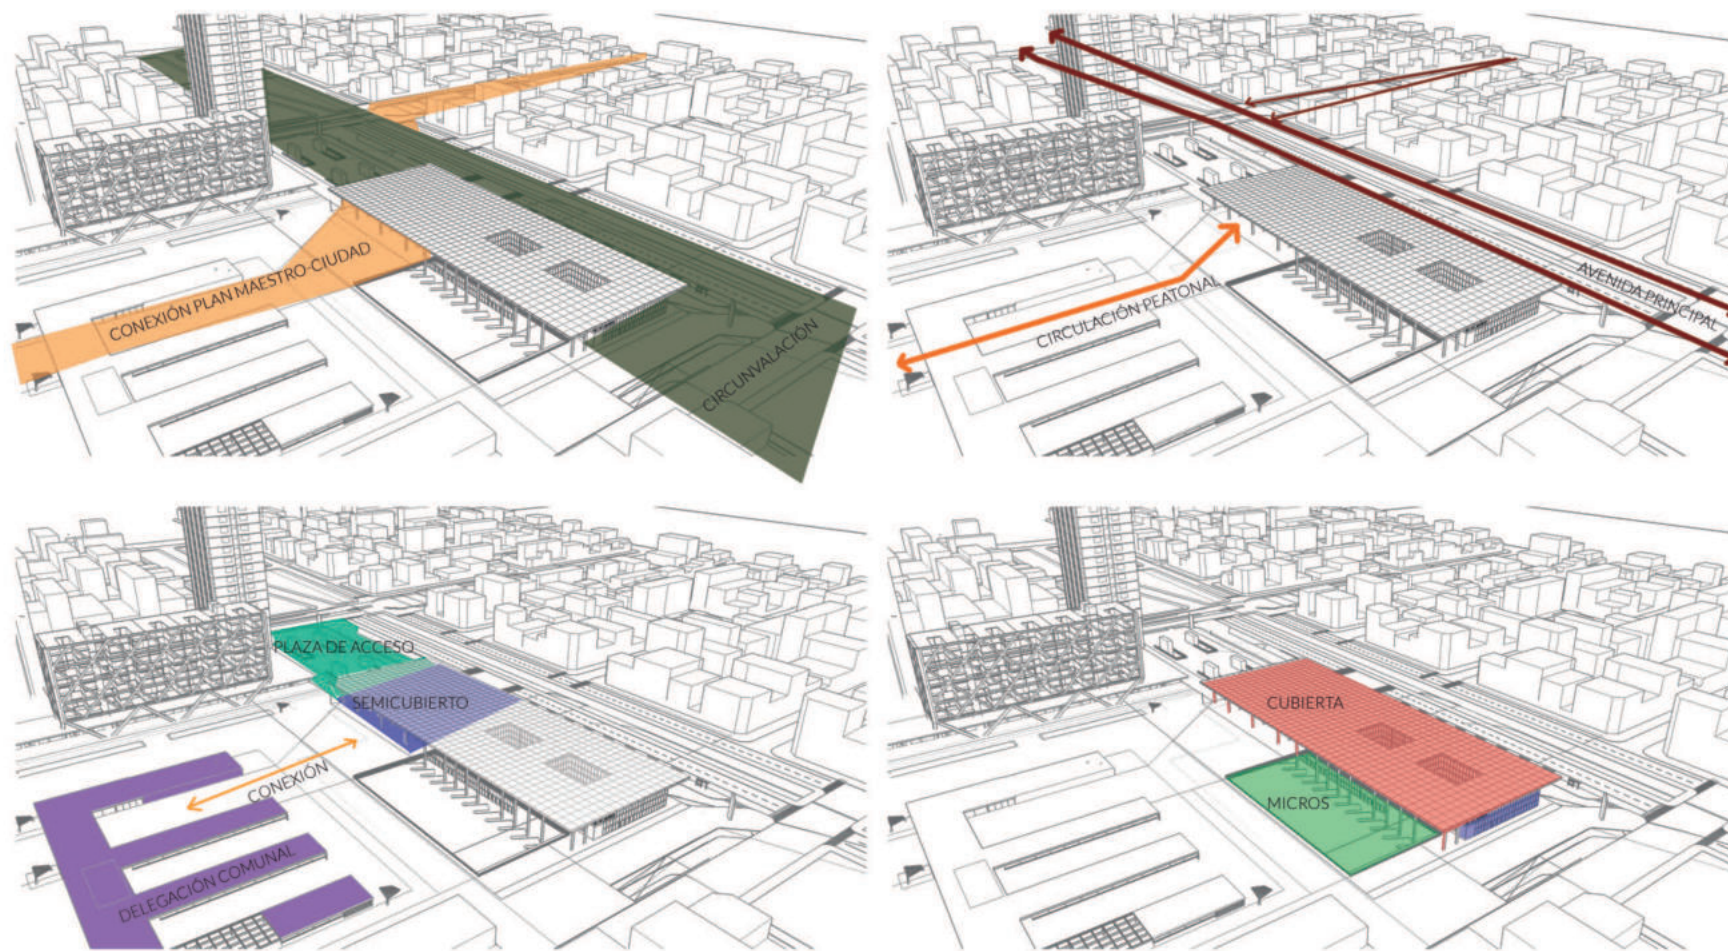 CONEXIÓN PLAN MAESTRO-CIUDAD
CIRCUNVALACIÓN
CIRCULACIÓN PEATONAL
AVENIDA PRINCIPAL
PLAZA DE ACCESO
SEMICUBIERTO
CONEXIÓN
DELEGACIÓN COMUNAL
CUBIERTA
MICROS